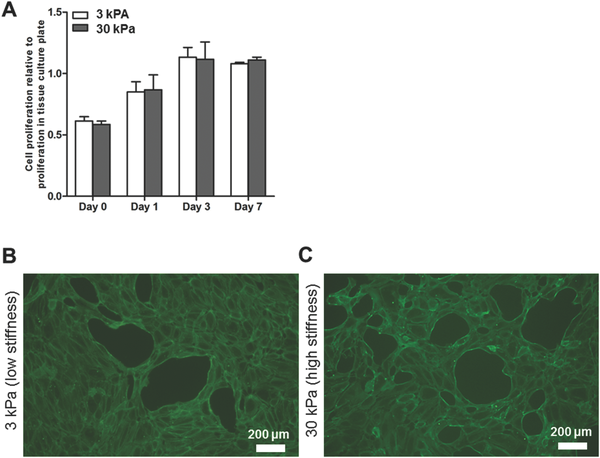 A
3 kPA
30 kPa
Cell proliferation relative to
proliferation in tissue culture plate
1.5
1.0
0.5
0.0
Day 0
Day 1
Day 3
Day 7
B
3 kPa (low stiffness)
200 µm
C
30 kPa (high stiffness)
200 µm